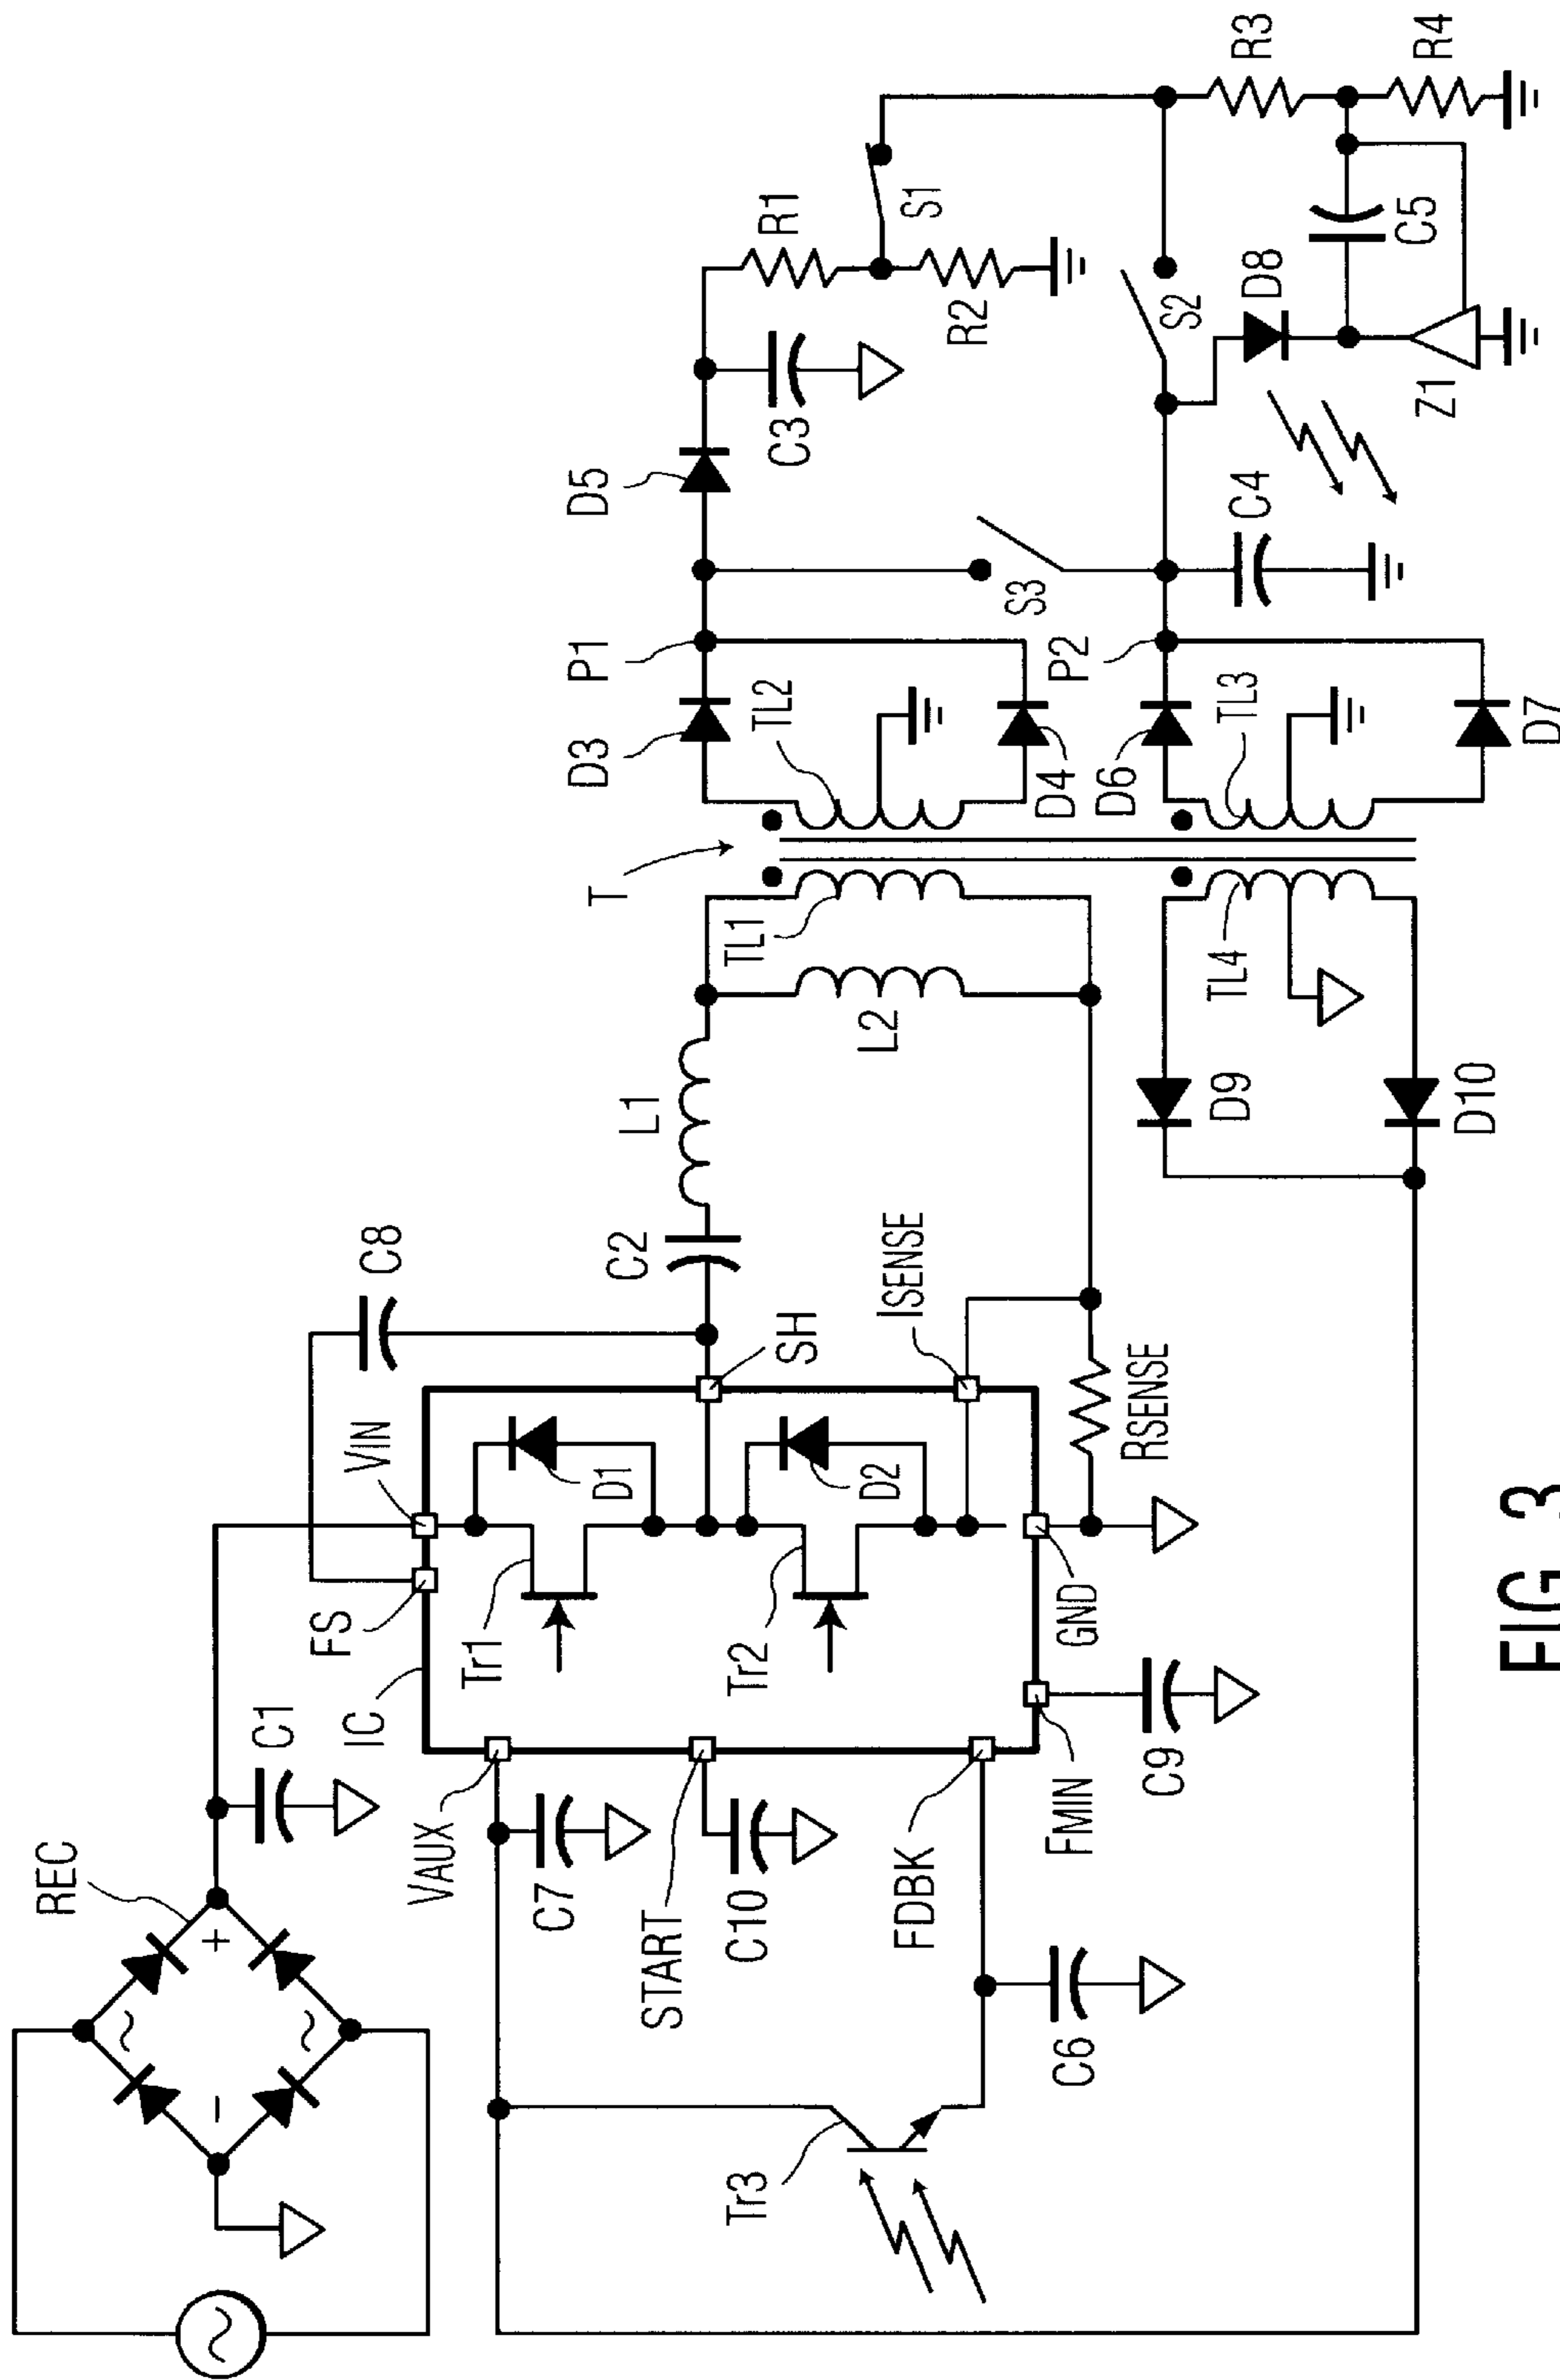 REC
C1
IC
FS
VIN
C8
VAUX
C7
START
C10
FDBK
C6
Tr3
FMIN
C9
GND
Tr1
Tr2
D1
D2
SH
ISENSE
RSENSE
C2
L1
L2
T
TL1
TL2
TL3
TL4
D9
D10
D3
D4
D6
D7
P1
P2
D5
C3
S3
C4
R1
R2
S1
S2
D8
Z1
C5
R3
R4
+
−
~
~
~
FIG. 3